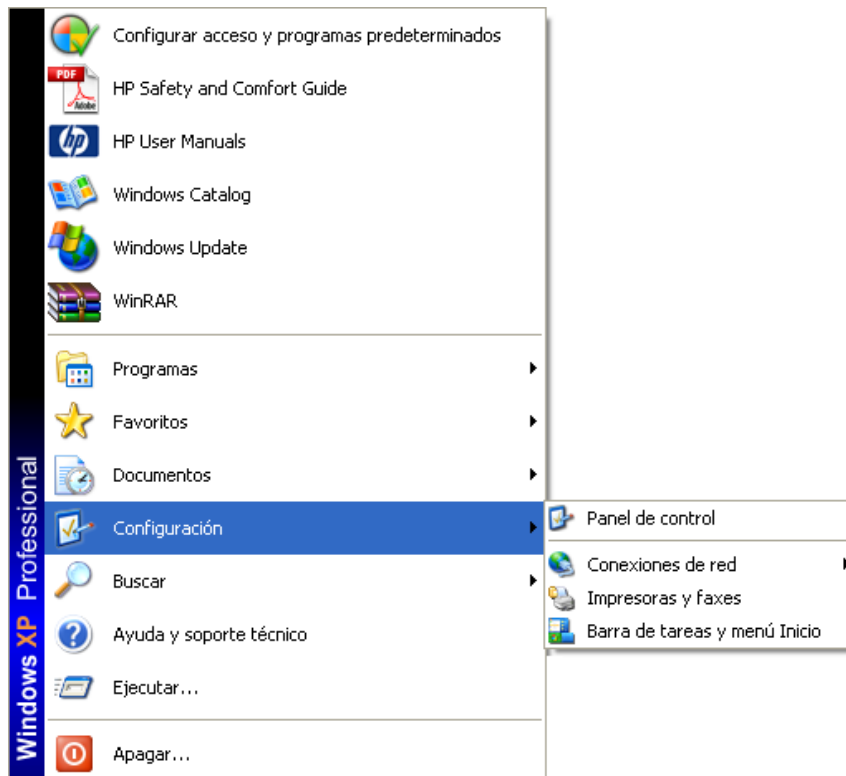 Configurar acceso y programas predeterminados
PDF
Adobe
HP Safety and Comfort Guide
hp
HP User Manuals
Windows Catalog
Windows Update
WinRAR
Programas
Favoritos
Documentos
Configuración
Buscar
Ayuda y soporte técnico
Ejecutar...
Apagar...
Windows XP Professional
Panel de control
Conexiones de red
Impresoras y faxes
Barra de tareas y menú Inicio